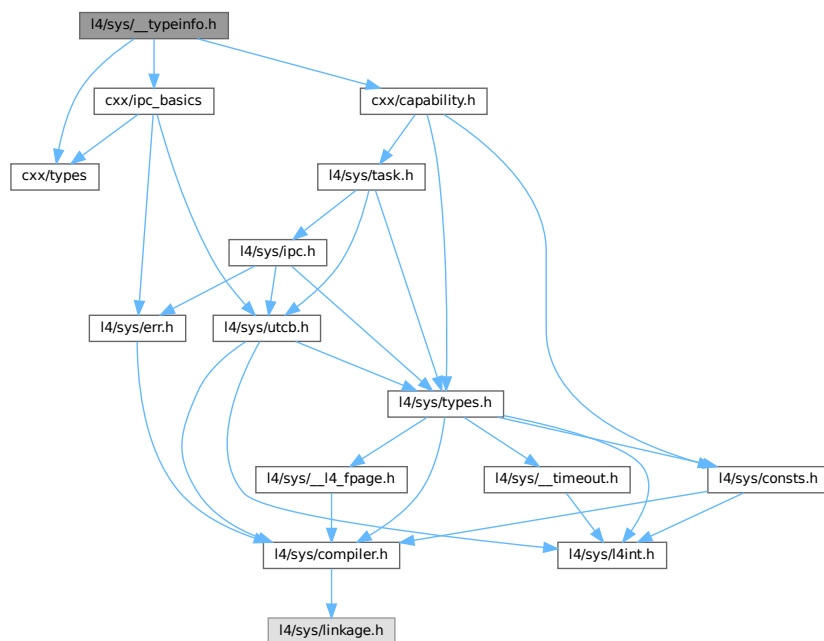 l4/sys/__typeinfo.h
cxx/ipc_basics
cxx/capability.h
cxx/types
l4/sys/task.h
l4/sys/ipc.h
l4/sys/err.h
l4/sys/utcb.h
l4/sys/types.h
l4/sys/__l4_fpage.h
l4/sys/__timeout.h
l4/sys/consts.h
l4/sys/compiler.h
l4/sys/l4int.h
l4/sys/linkage.h